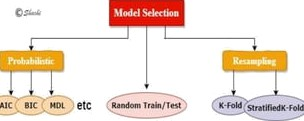 © Shashi
Model Selection
Probabilistic
Resampling
AIC
BIC
MDL
etc
Random Train/Test
K-Fold
StratifiedK-Fold